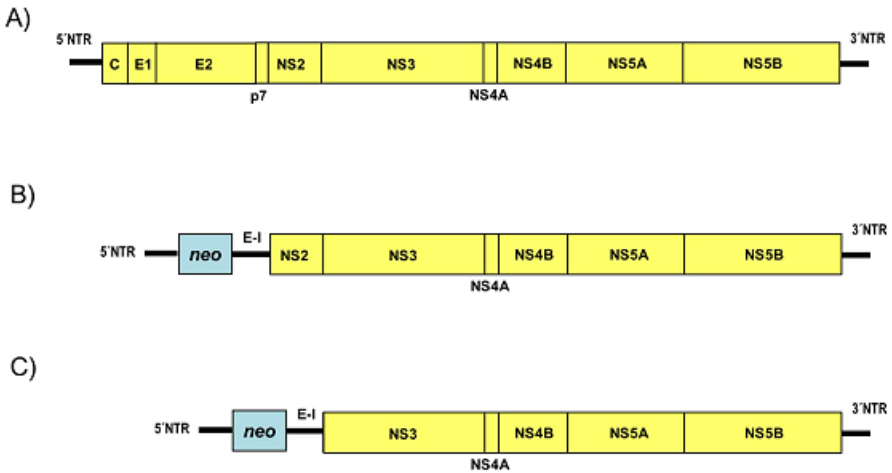 A)
5´NTR
3´NTR
C E1 E2 NS2 NS3 NS4B NS5A NS5B
p7 NS4A
B)
E-I
3´NTR
5´NTR neo NS2 NS3 NS4B NS5A NS5B
NS4A
C)
E-I
3´NTR
5´NTR neo NS3 NS4B NS5A NS5B
NS4A